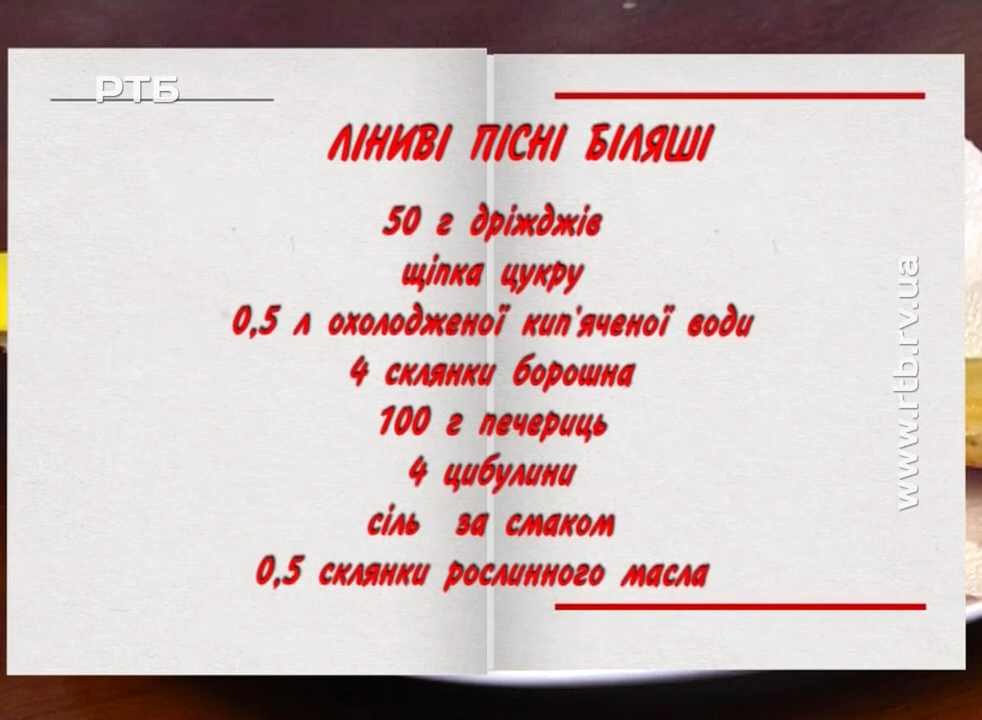 РТБ
ЛІНИВІ ПІСНІ БІЛЯШІ
50 г дріжджів
щіпка цукру
0,5 л охолодженої кип'яченої води
4 склянки борошна
100 г печериць
4 цибулини
сіль за смаком
0,5 склянки рослинного масла
www.rtb.rv.ua